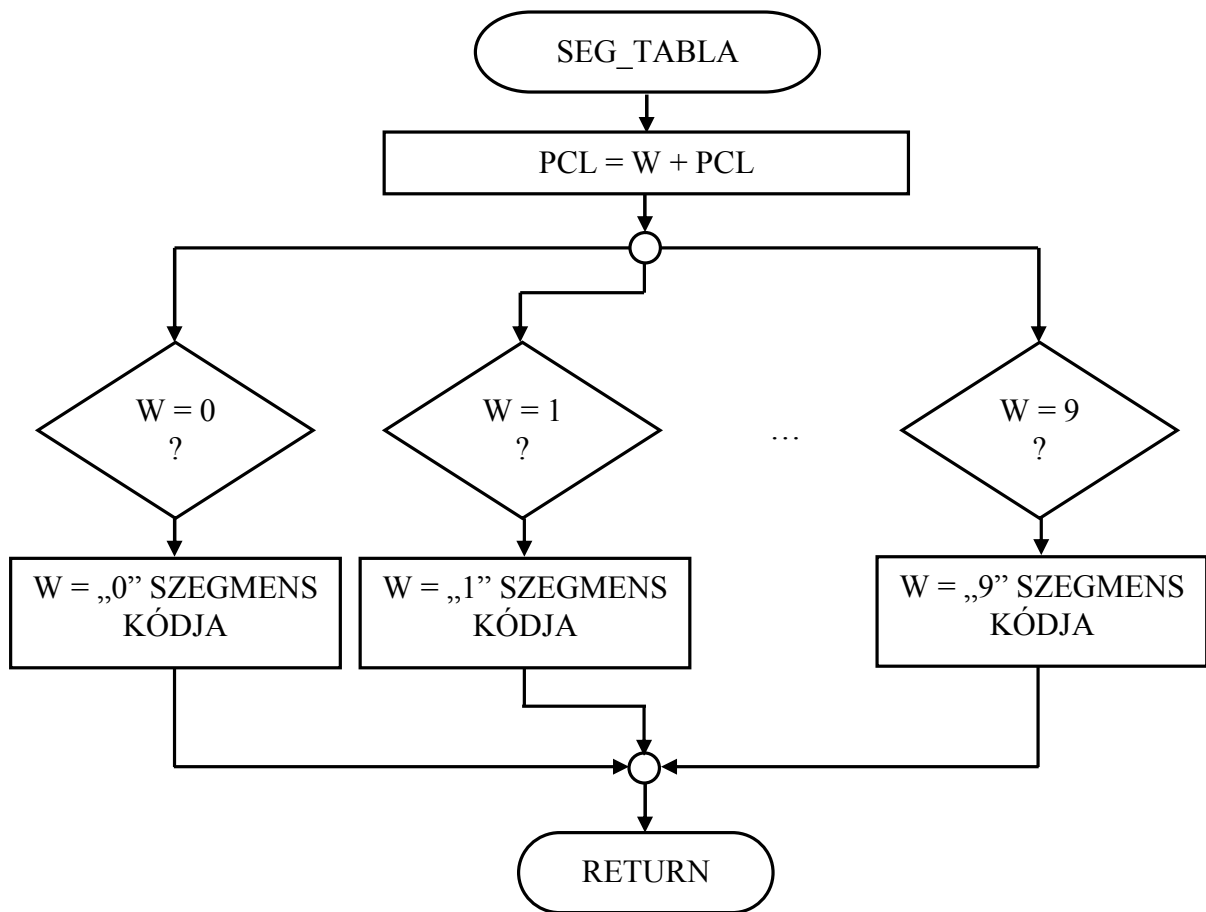 SEG_TABLA
PCL = W + PCL
W = 0
?
W = 1
?
…
W = 9
?
W = „0” SZEGMENS
KÓDJA
W = „1” SZEGMENS
KÓDJA
W = „9” SZEGMENS
KÓDJA
RETURN